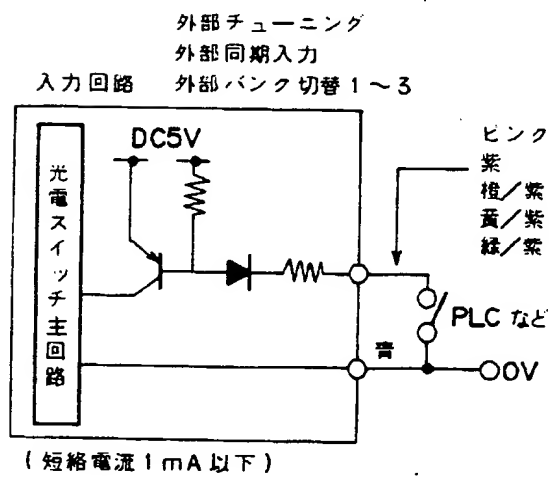 外部チューニング
外部同期入力
入力回路 外部バンク切替1〜3
DC5V
光電スイッチ主回路
ピンク
紫
橙/紫
黄/紫
緑/紫
PLC など
青
0V
(短絡電流1mA以下)